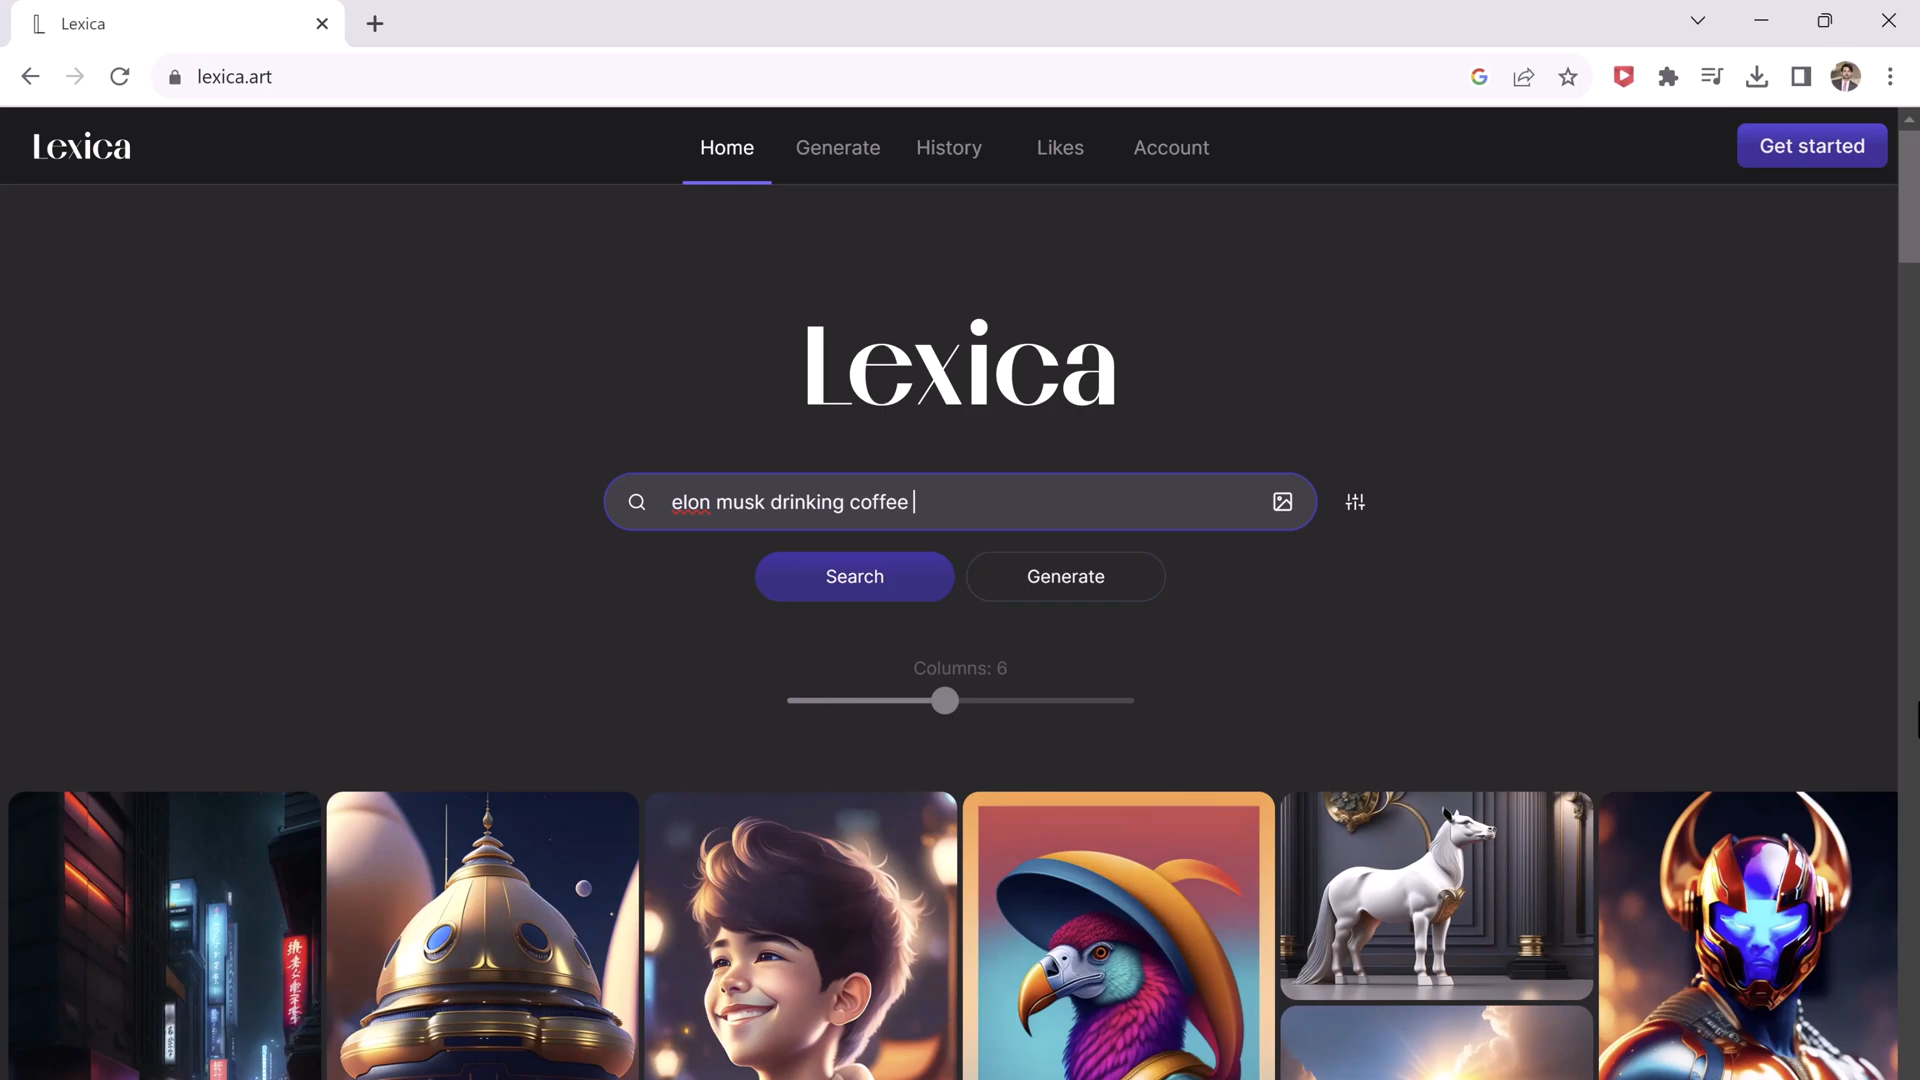 Lexica
lexica.art
Lexica
Home
Generate
History
Likes
Account
Get started
Lexica
elon musk drinking coffee
Search
Generate
Columns: 6